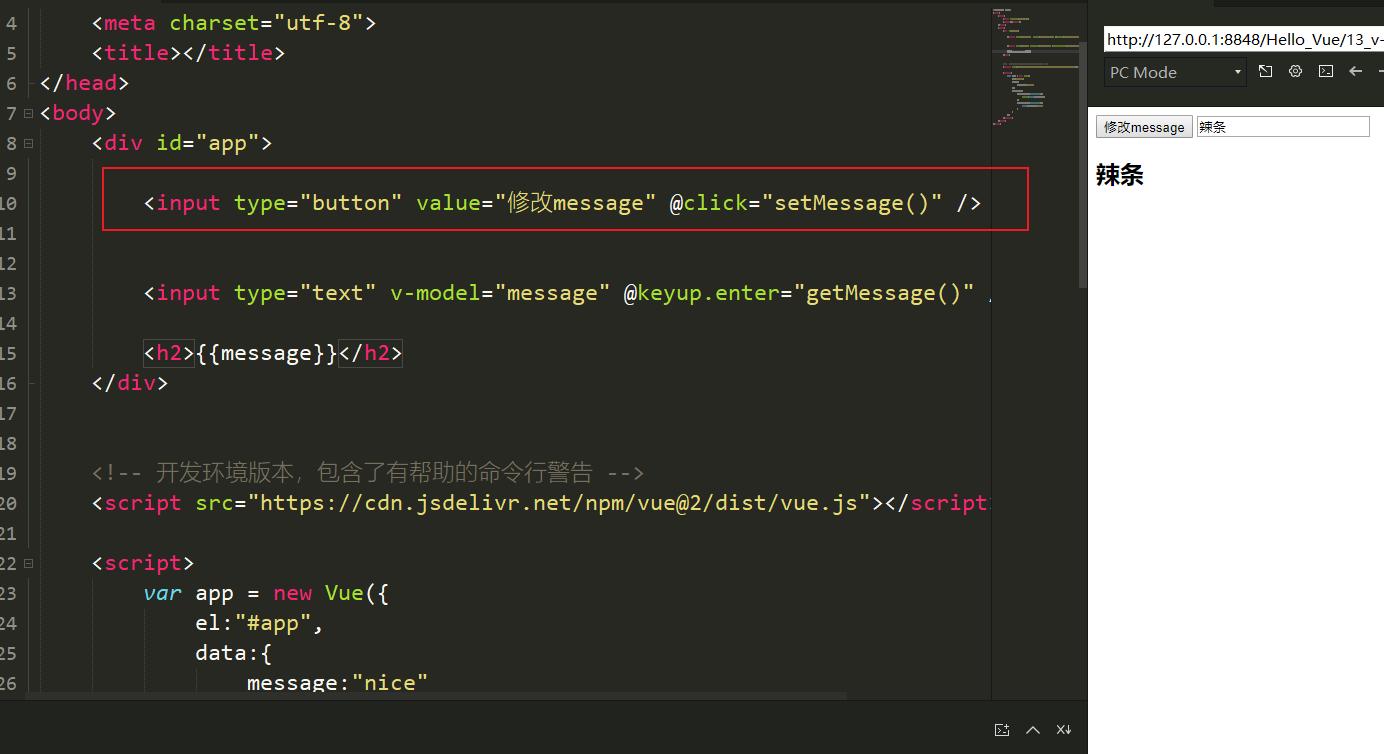 4 <meta charset="utf-8">
5 <title></title>
6 </head>
7 <body>
8 <div id="app">
9
10 <input type="button" value="修改message" @click="setMessage()" />
11
12
13 <input type="text" v-model="message" @keyup.enter="getMessage()" /
14
15 <h2>{{message}}</h2>
16 </div>
17
18
19 <!-- 开发环境版本，包含了有帮助的命令行警告 -->
20 <script src="https://cdn.jsdelivr.net/npm/vue@2/dist/vue.js"></script>
21
22 <script>
23 var app = new Vue({
24 el:"#app",
25 data:{
26 message:"nice"
http://127.0.0.1:8848/Hello_Vue/13_v-
PC Mode
修改message 辣条
辣条